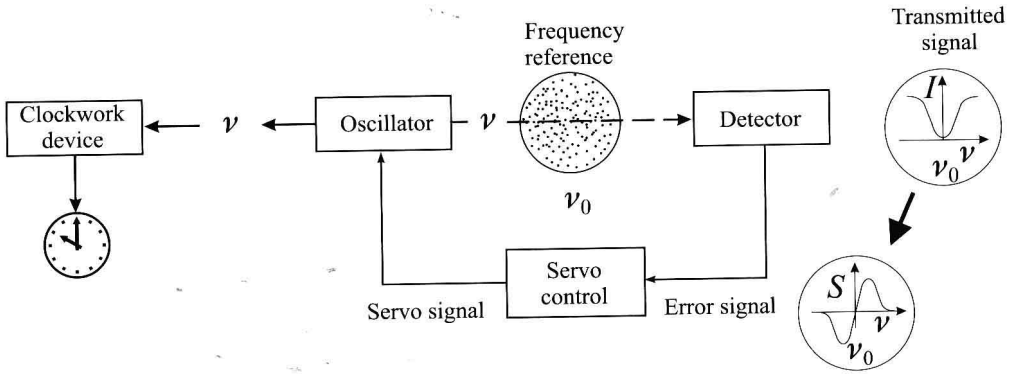 Frequency
reference
Transmitted
signal
Clockwork
device
ν
Oscillator
ν
Detector
I
ν
ν₀
ν₀
Servo
control
Servo signal
Error signal
S
ν
ν₀